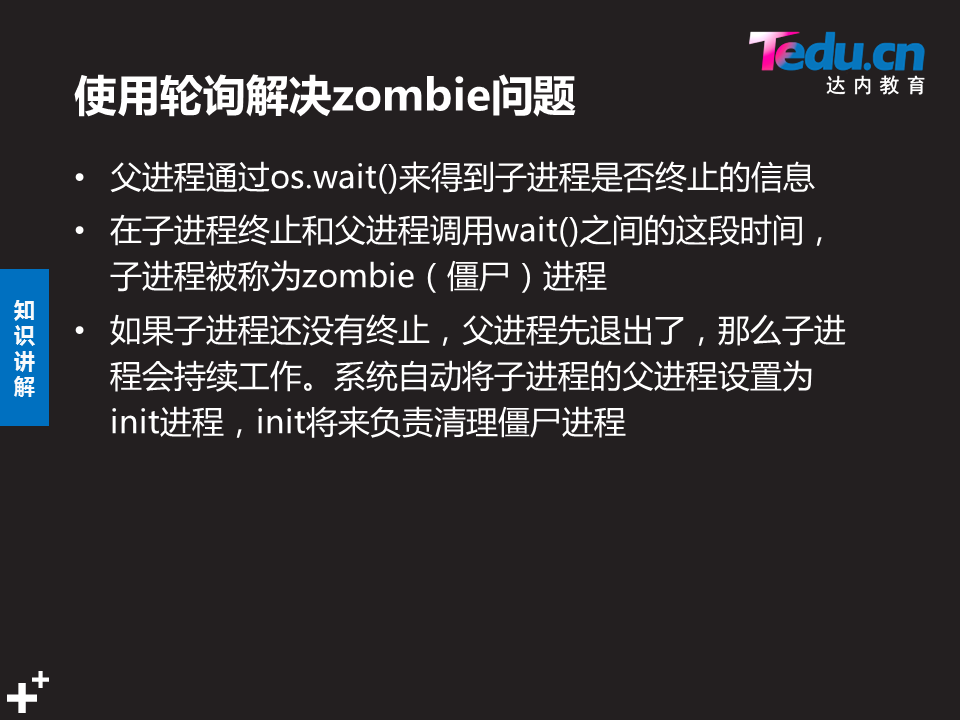 Tedu.cn
达内教育
使用轮询解决zombie问题
• 父进程通过os.wait()来得到子进程是否终止的信息
• 在子进程终止和父进程调用wait()之间的这段时间，
子进程被称为zombie（僵尸）进程
• 如果子进程还没有终止，父进程先退出了，那么子进
程会持续工作。系统自动将子进程的父进程设置为
init进程，init将来负责清理僵尸进程
知
识
讲
解